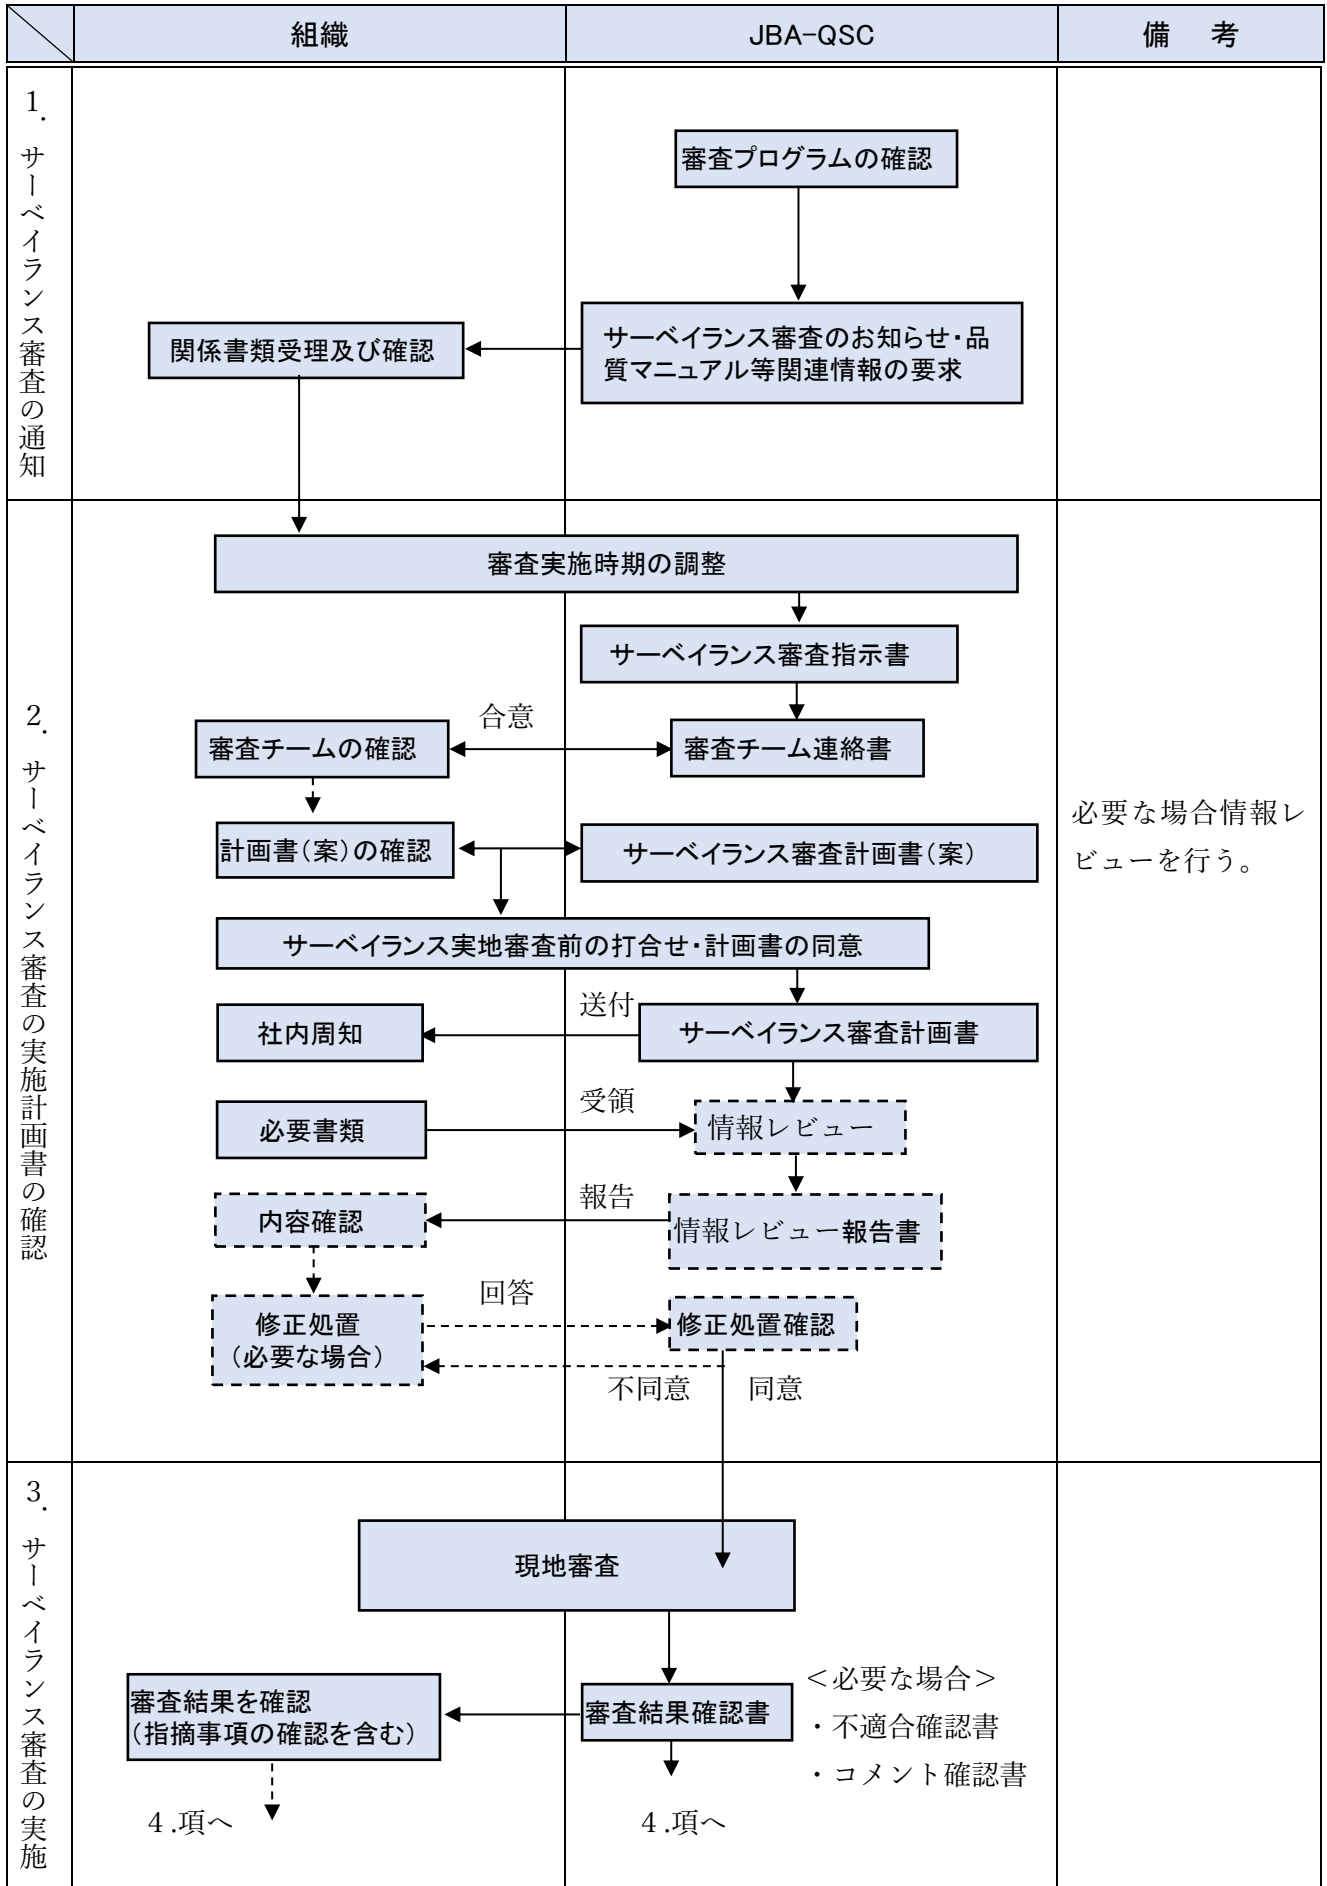 組織
JBA-QSC
備　考
1.　サーベイランス審査の通知
審査プログラムの確認
サーベイランス審査のお知らせ・品
質マニュアル等関連情報の要求
関係書類受理及び確認
2.　サーベイランス審査の実施計画書の確認
審査実施時期の調整
サーベイランス審査指示書
合意
審査チームの確認
審査チーム連絡書
計画書（案）の確認
サーベイランス審査計画書（案）
必要な場合情報レ
ビューを行う。
サーベイランス実地審査前の打合せ・計画書の同意
送付
社内周知
サーベイランス審査計画書
受領
必要書類
情報レビュー
報告
内容確認
情報レビュー報告書
回答
修正処置
（必要な場合）
修正処置確認
不同意
同意
3.　サーベイランス審査の実施
現地審査
審査結果を確認
（指摘事項の確認を含む）
審査結果確認書
＜必要な場合＞
・不適合確認書
・コメント確認書
４.項へ
４.項へ